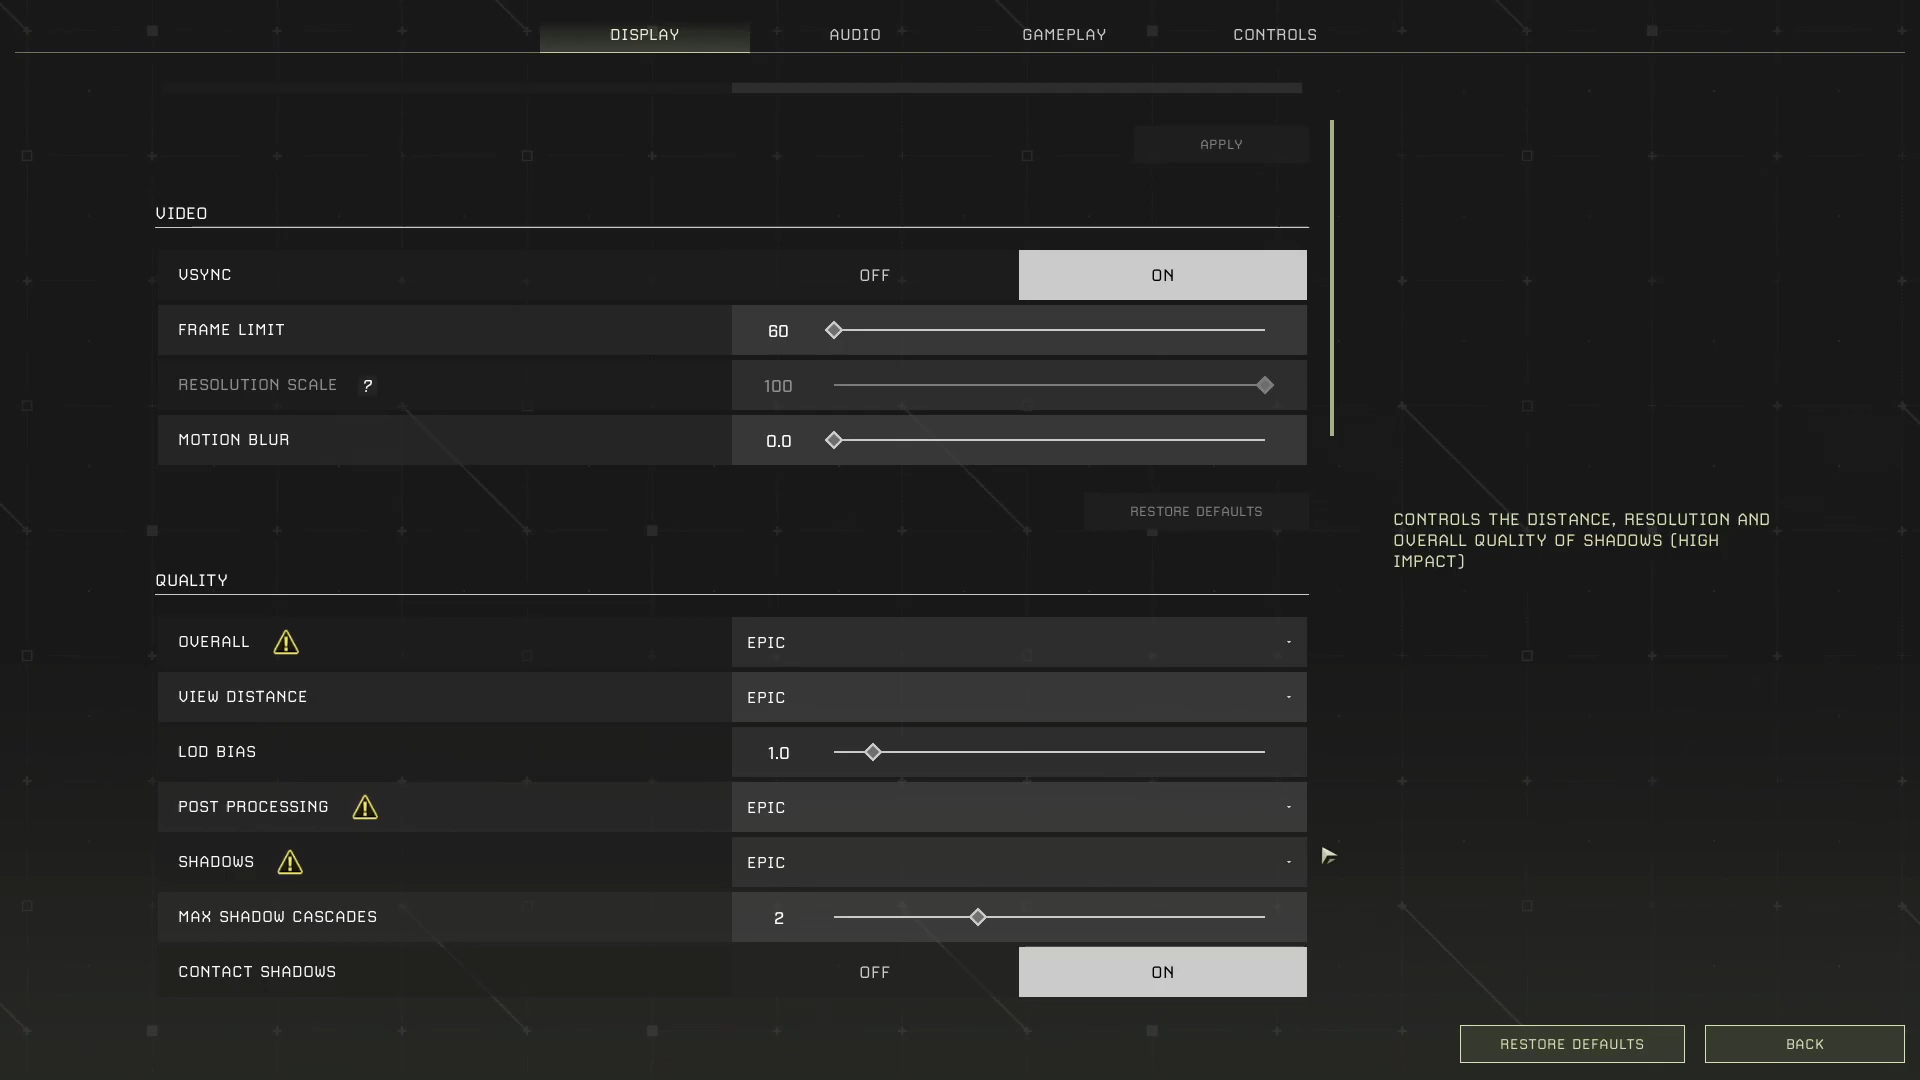 DISPLAY AUDIO GAMEPLAY CONTROLS
APPLY
VIDEO
VSYNC OFF ON
FRAME LIMIT 60
RESOLUTION SCALE ? 100
MOTION BLUR 0.0
RESTORE DEFAULTS
CONTROLS THE DISTANCE, RESOLUTION AND
OVERALL QUALITY OF SHADOWS (HIGH
IMPACT)
QUALITY
OVERALL EPIC
VIEW DISTANCE EPIC
LOD BIAS 1.0
POST PROCESSING EPIC
SHADOWS EPIC
MAX SHADOW CASCADES 2
CONTACT SHADOWS OFF ON
RESTORE DEFAULTS BACK